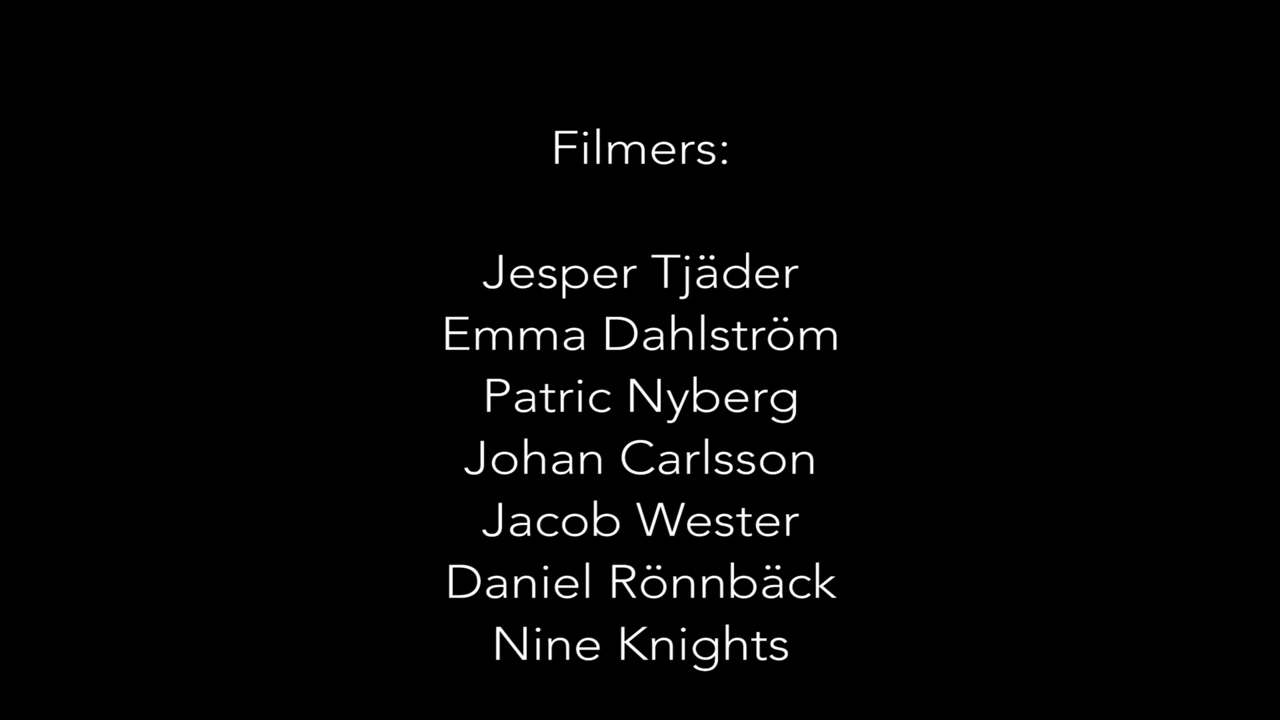 Filmers:
Jesper Tjäder
Emma Dahlström
Patric Nyberg
Johan Carlsson
Jacob Wester
Daniel Rönnbäck
Nine Knights